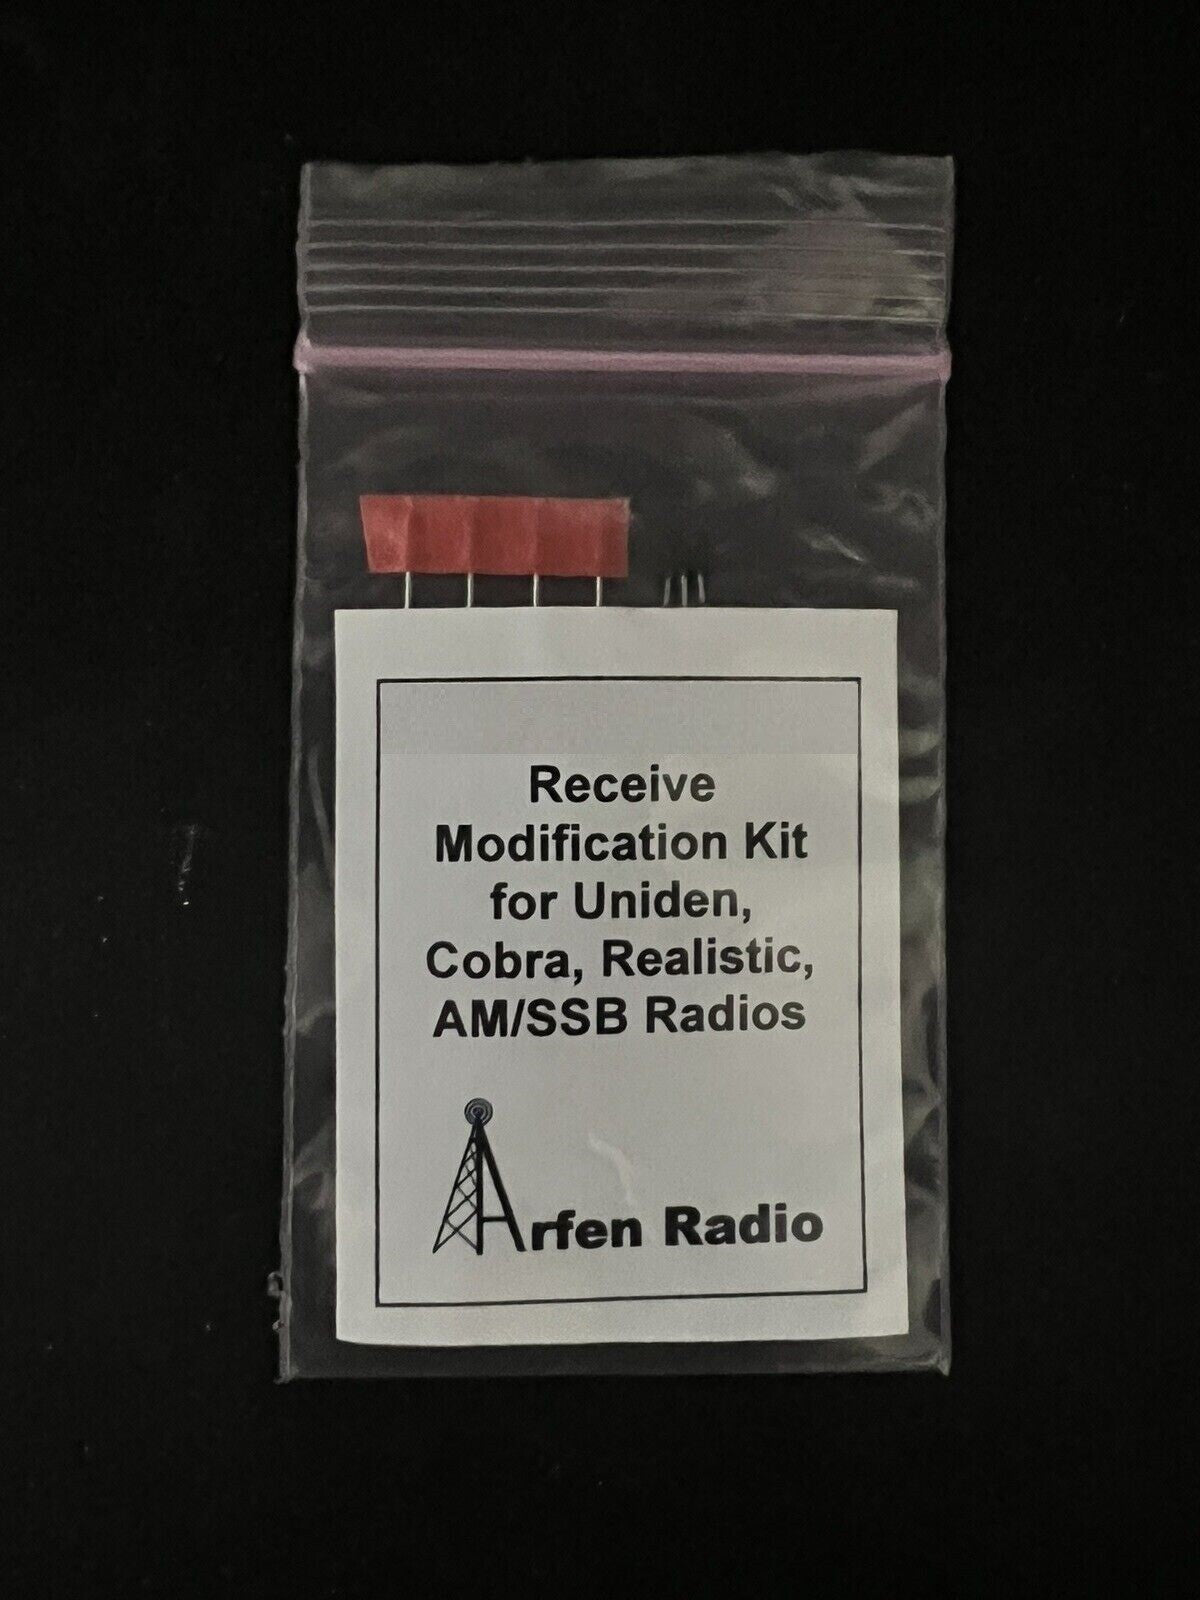 Receive
Modification Kit
for Uniden,
Cobra, Realistic,
AM/SSB Radios
Arfen Radio